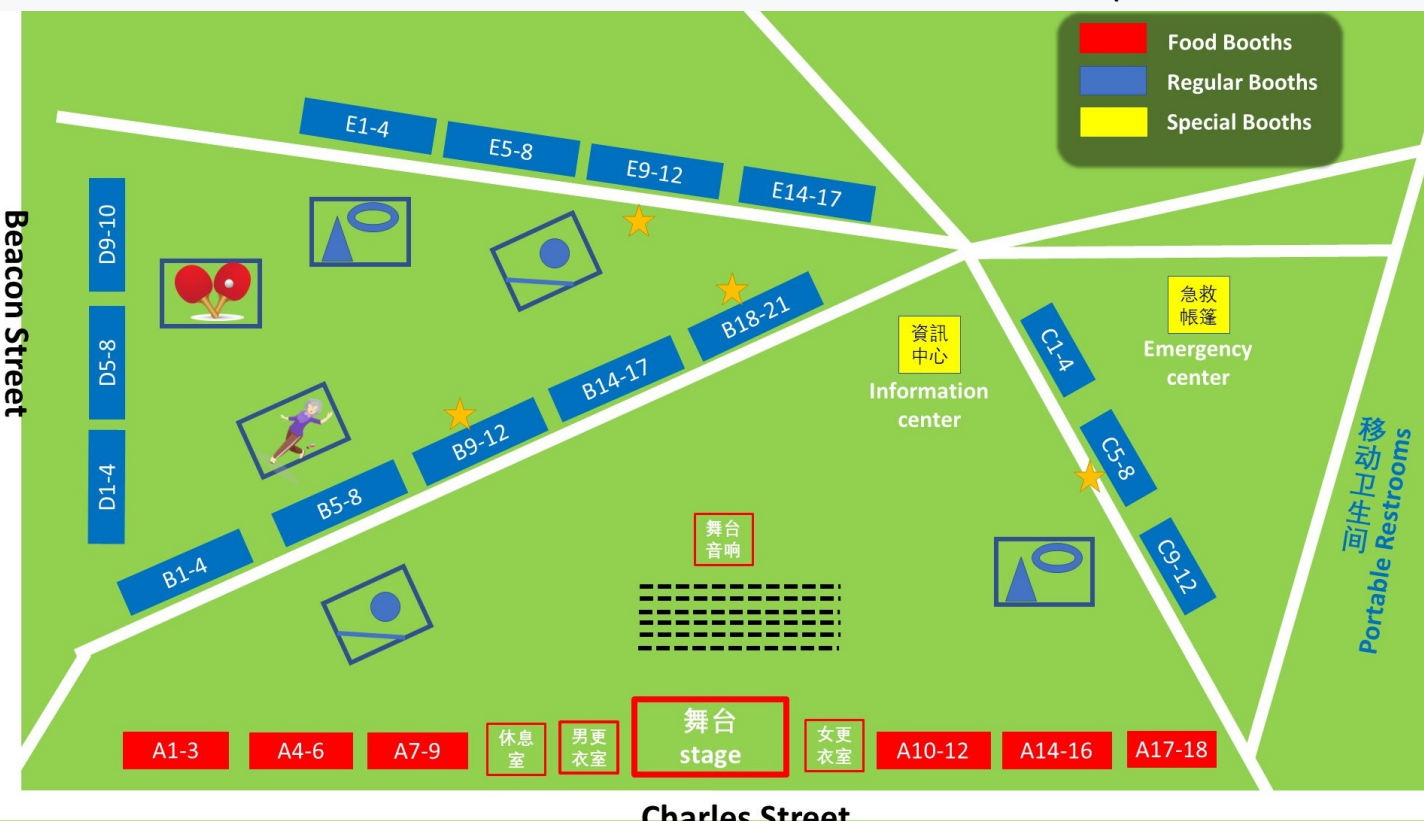 Food Booths
Regular Booths
Special Booths
E1-4
E5-8
E9-12
E14-17
D9-10
D5-8
D1-4
Beacon Street
B18-21
B14-17
B9-12
B5-8
B1-4
資訊
中心
Information
center
急救
帳篷
Emergency
center
C1-4
C5-8
C9-12
移动卫生间
Portable Restrooms
舞台
音响
A1-3
A4-6
A7-9
休息
室
男更
衣室
舞台
stage
女更
衣室
A10-12
A14-16
A17-18
Charles Street